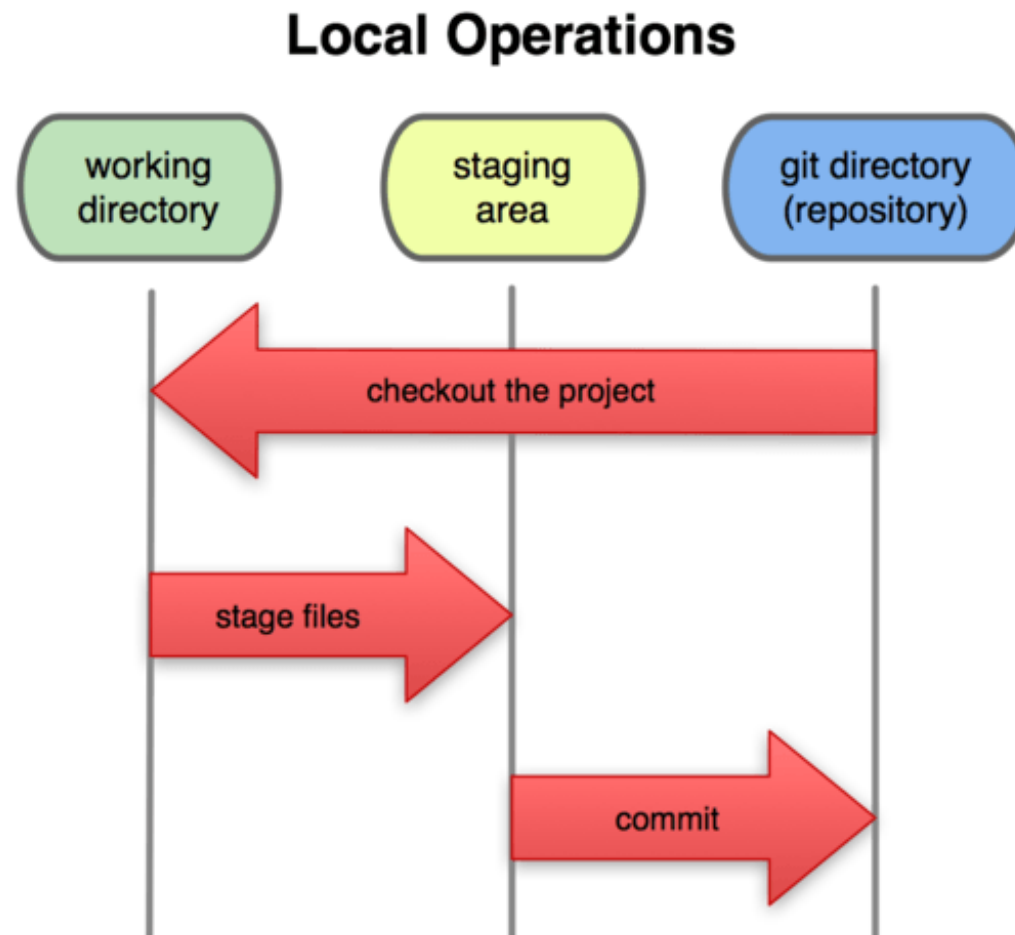 Local Operations
working
directory
staging
area
git directory
(repository)
checkout the project
stage files
commit